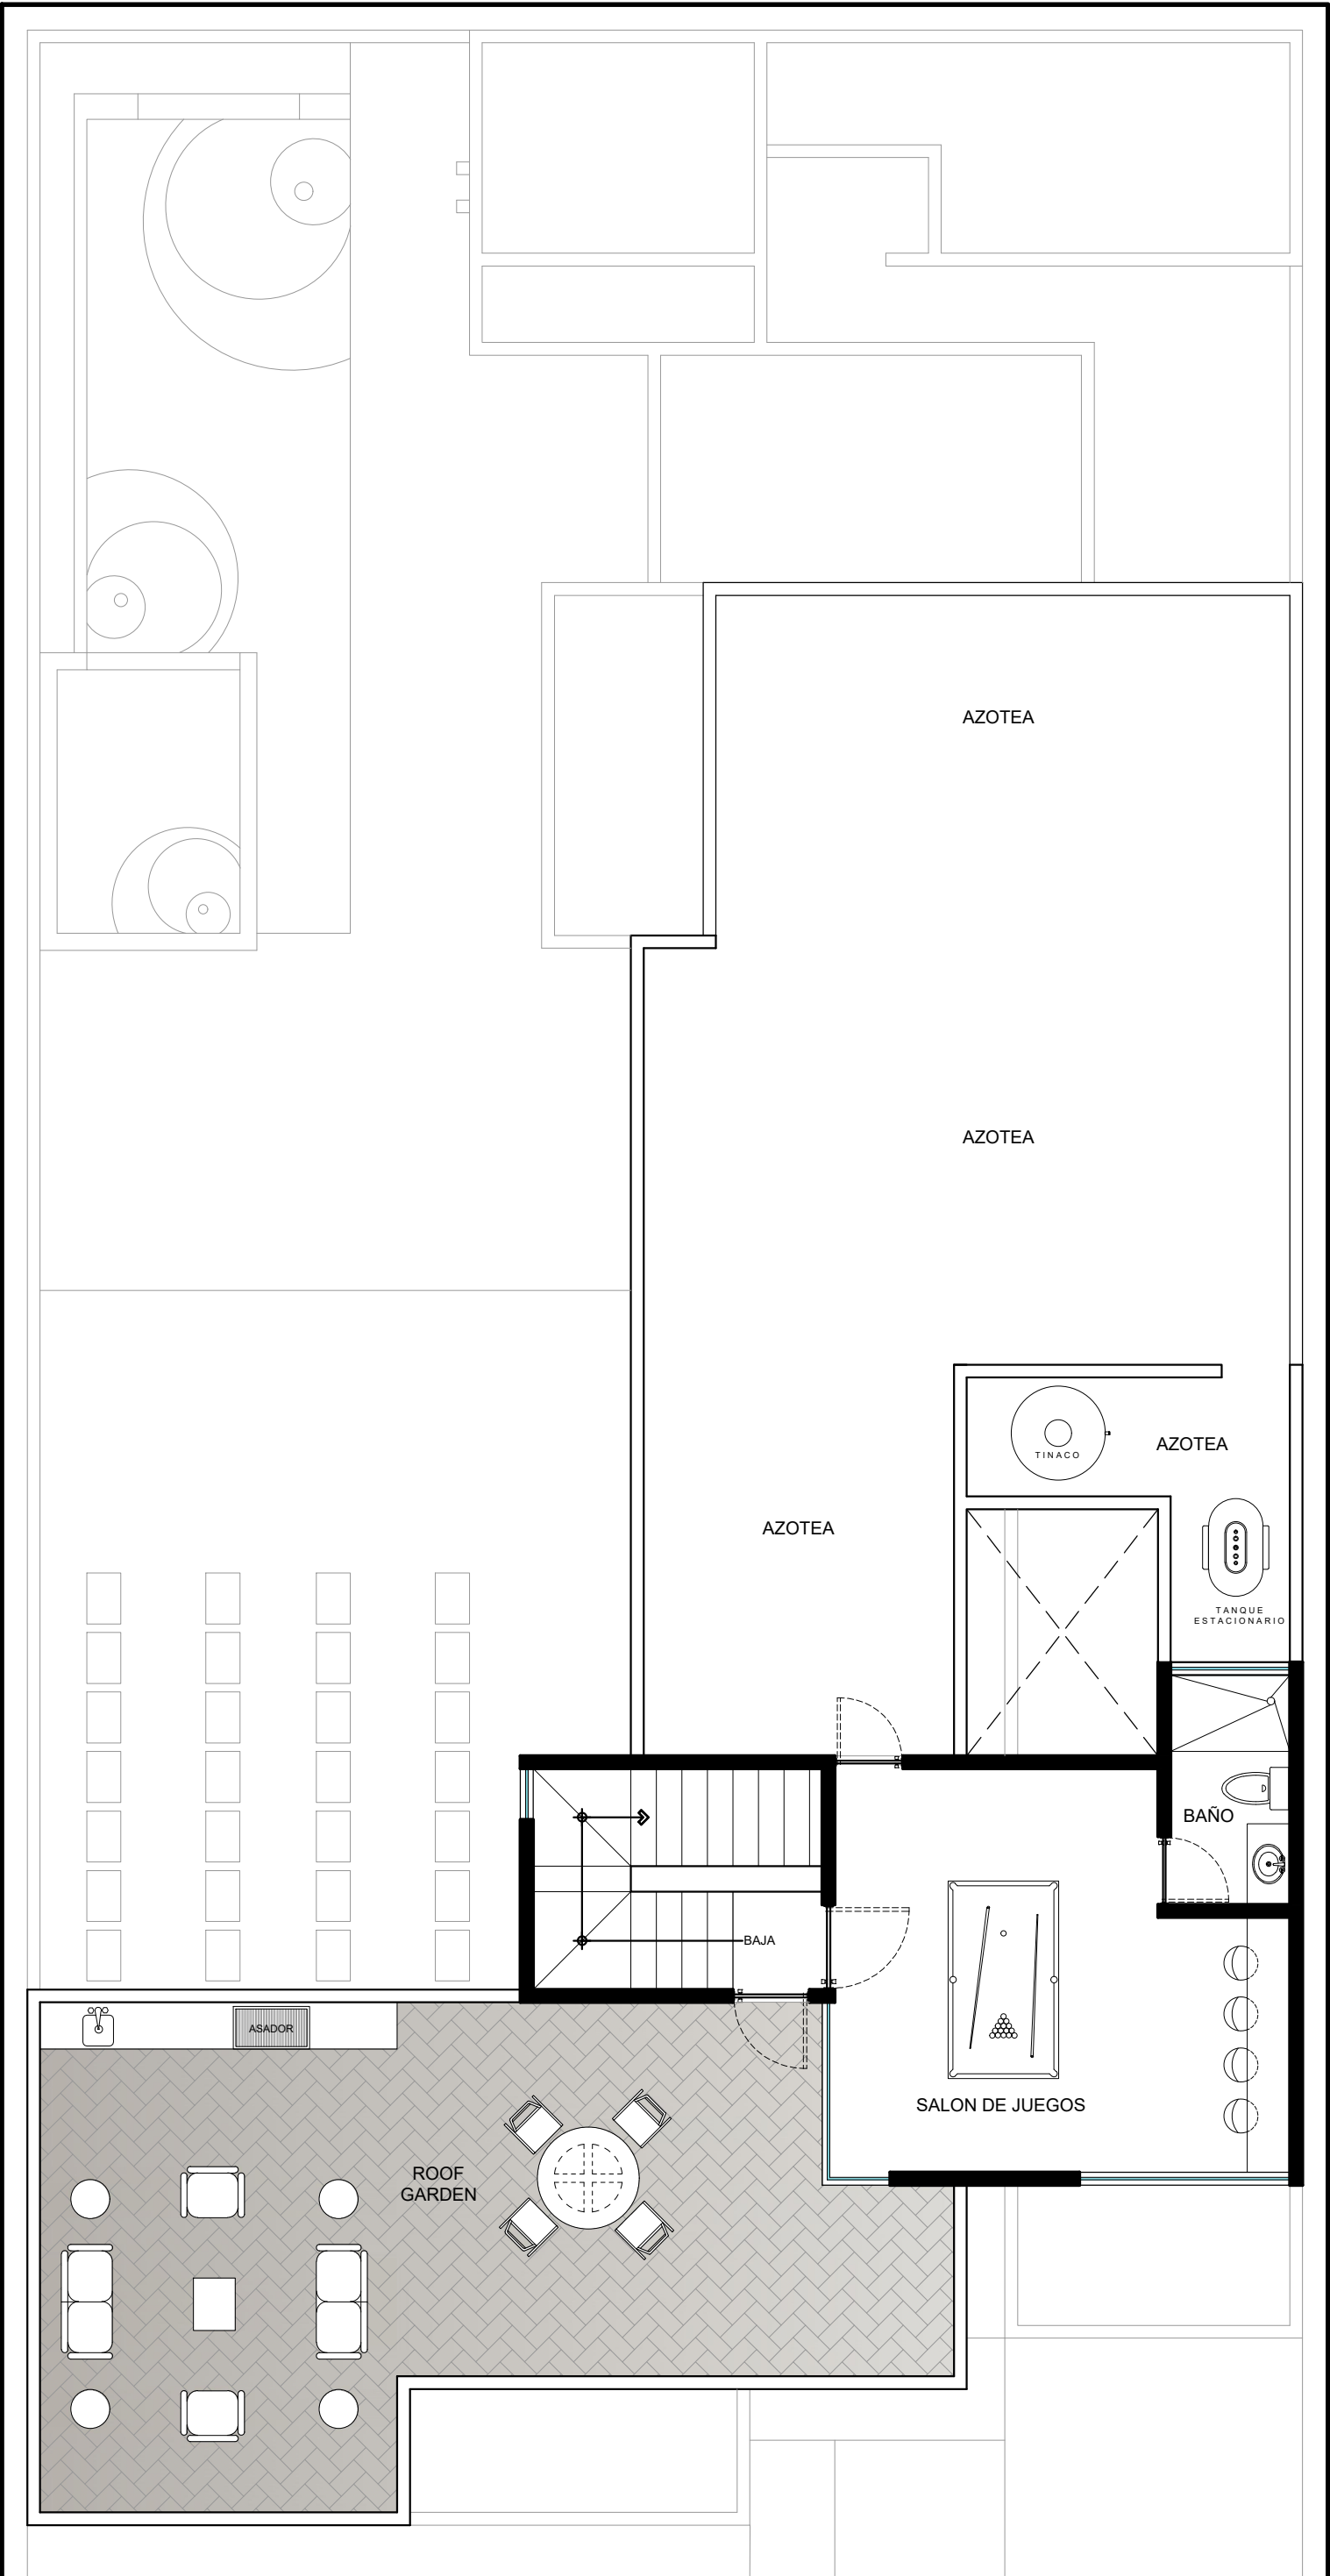 AZOTEA
AZOTEA
TINACO
AZOTEA
AZOTEA
TANQUE
ESTACIONARIO
BAÑO
BAJA
ASADOR
SALON DE JUEGOS
ROOF
GARDEN